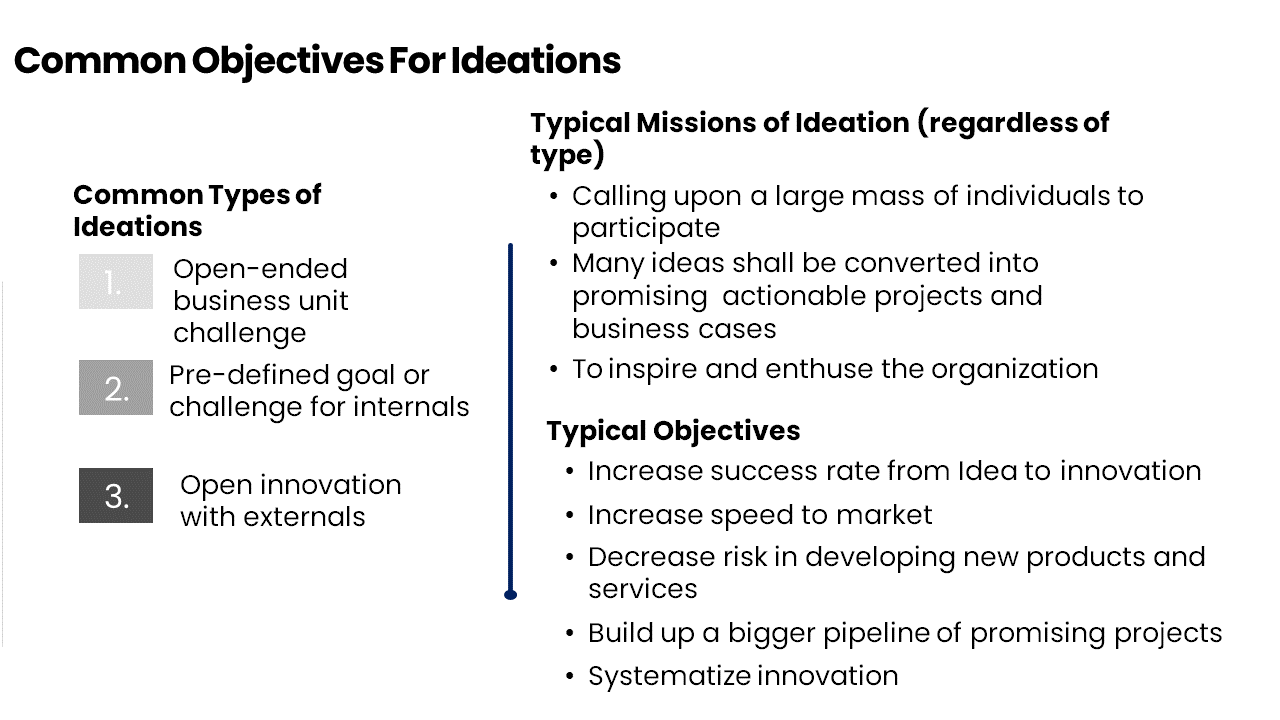 Common Objectives For Ideations
Common Types of
Ideations
1.
Open-ended
business unit
challenge
2.
Pre-defined goal or
challenge for internals
3.
Open innovation
with externals
Typical Missions of Ideation (regardless of
type)
• Calling upon a large mass of individuals to
participate
• Many ideas shall be converted into
promising actionable projects and
business cases
• To inspire and enthuse the organization
Typical Objectives
• Increase success rate from Idea to innovation
• Increase speed to market
• Decrease risk in developing new products and
services
• Build up a bigger pipeline of promising projects
• Systematize innovation